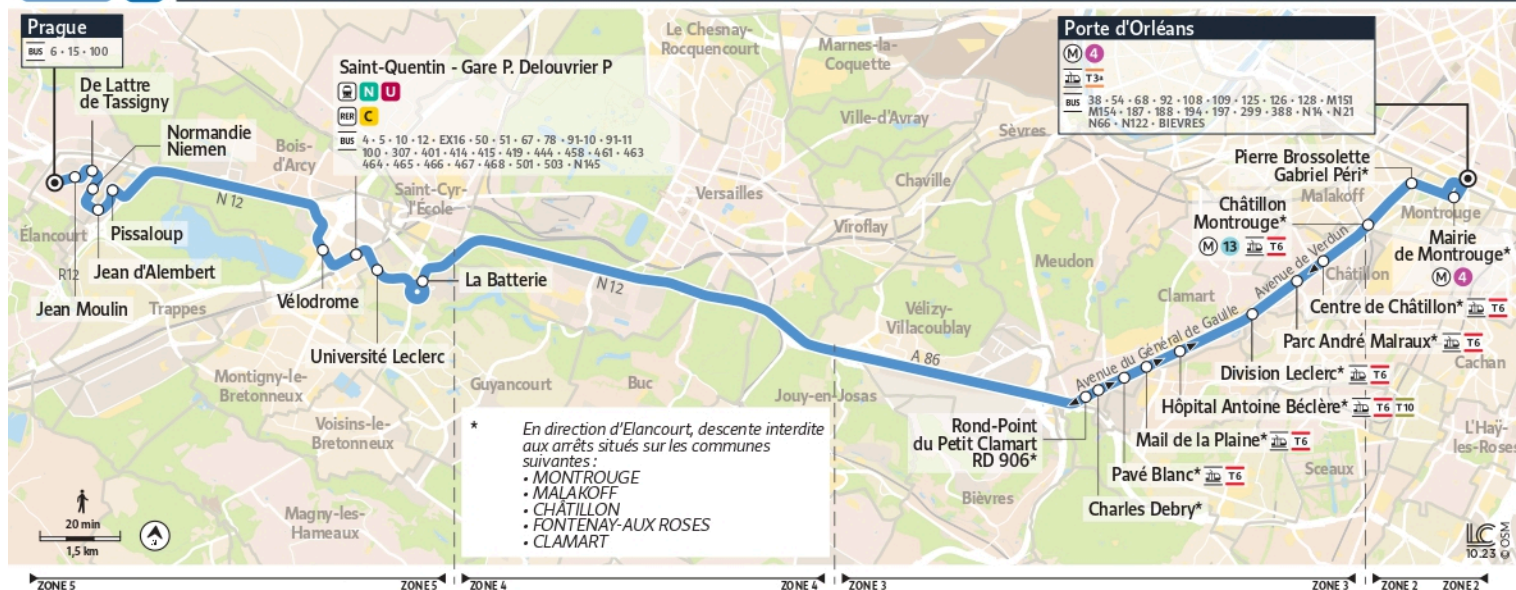 Prague
BUS 6 • 15 • 100
De Lattre
de Tassigny
Normandie
Niemen
Bois-
d'Arcy
Saint-Quentin - Gare P. Delouvrier P
N U
RER C
BUS 4 • 5 • 10 • 12 • EX16 • 50 • 51 • 67 • 78 • 91-10 • 91-11
100 • 307 • 401 • 414 • 415 • 419 • 444 • 458 • 461 • 463
464 • 465 • 466 • 467 • 468 • 501 • 503 • N145
Le Chesnay-
Rocquencourt
Marnes-la-
Coquette
Ville-d'Avray
Sèvres
Porte d'Orléans
M 4
T3a
BUS 38 • 54 • 68 • 92 • 108 • 109 • 125 • 126 • 128 • M151
M154 • 187 • 188 • 194 • 197 • 299 • 388 • N14 • N21
N66 • N122 • BIEVRES
Pierre Brossolette
Gabriel Péri*
Malakoff
Montrouge
Châtillon
Montrouge*
M 13 T6
Mairie
de Montrouge*
M 4
Élancourt
Pissaloup
N 12
Saint-Cyr-
l'École
Versailles
Chaville
Viroflay
R12
Jean d'Alembert
Jean Moulin
Trappes
Vélodrome
La Batterie
N 12
Université Leclerc
Meudon
Vélizy-
Villacoublay
Clamart
Avenue de Verdun
Châtillon
Centre de Châtillon* T6
Parc André Malraux* T6
Cachan
Avenue du Général de Gaulle
A 86
Division Leclerc* T6
Hôpital Antoine Béclère* T6 T10
Mail de la Plaine* T6
Pavé Blanc* T6
Charles Debry*
Rond-Point
du Petit Clamart
RD 906*
L'Haÿ-
les-Roses
Sceaux
Bièvres
Montigny-le-
Bretonneux
Voisins-le-
Bretonneux
Guyancourt
Buc
Jouy-en-Josas
Magny-les-
Hameaux
* En direction d'Elancourt, descente interdite
aux arrêts situés sur les communes
suivantes :
• MONTROUGE
• MALAKOFF
• CHÂTILLON
• FONTENAY-AUX ROSES
• CLAMART
20 min
1,5 km
LC
10.23
© OSM
ZONE 5 ZONE 5 ZONE 4 ZONE 4 ZONE 3 ZONE 3 ZONE 2 ZONE 2